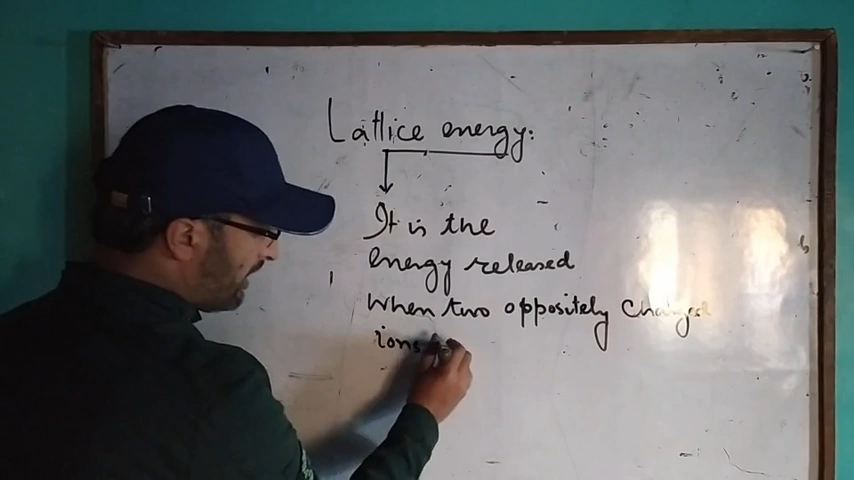 Lattice energy:
It is the
energy released
when two oppositely charged
ions